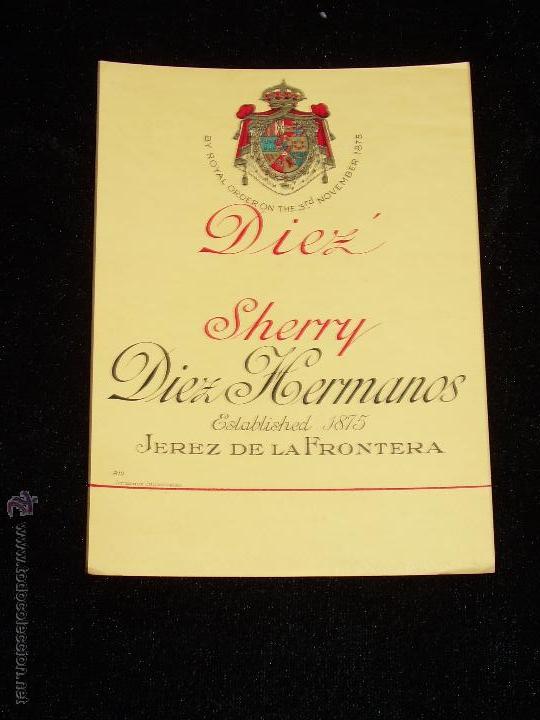 BY ROYAL ORDER ON THE 3rd NOVEMBER 1875
Diez'
Sherry
Diez Hermanos
Established 1875
JEREZ DE LA FRONTERA
www.todocoleccion.net